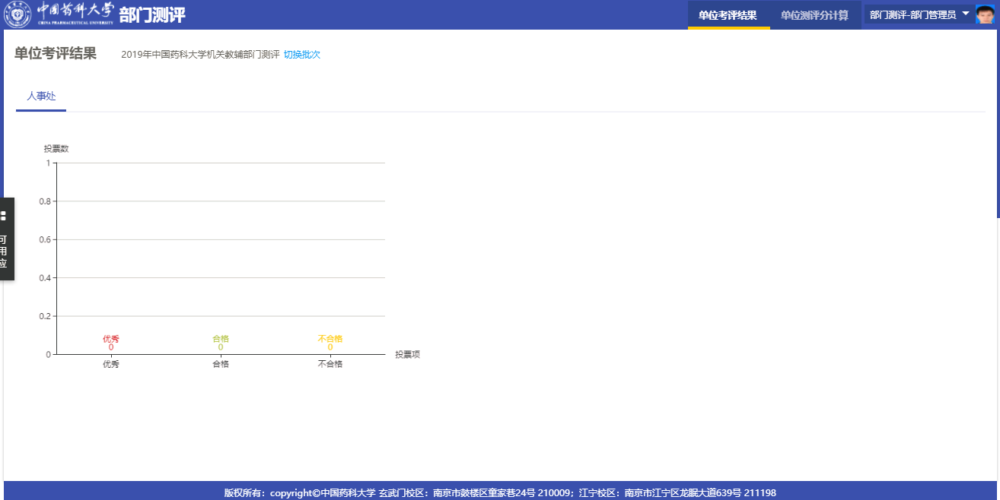 中国药科大学 部门测评 单位考评结果 单位测评分计算 部门测评-部门管理员
CHINA PHARMACEUTICAL UNIVERSITY
单位考评结果 2019年中国药科大学机关教辅部门测评 切换批次
人事处
投票数
1
0.8
0.6
0.4
0.2
0
优秀 合格 不合格
0 0 0
优秀 合格 不合格
投票项
可
用
应
版权所有：copyright©中国药科大学 玄武门校区：南京市鼓楼区童家巷24号 210009；江宁校区：南京市江宁区龙眠大道639号 211198